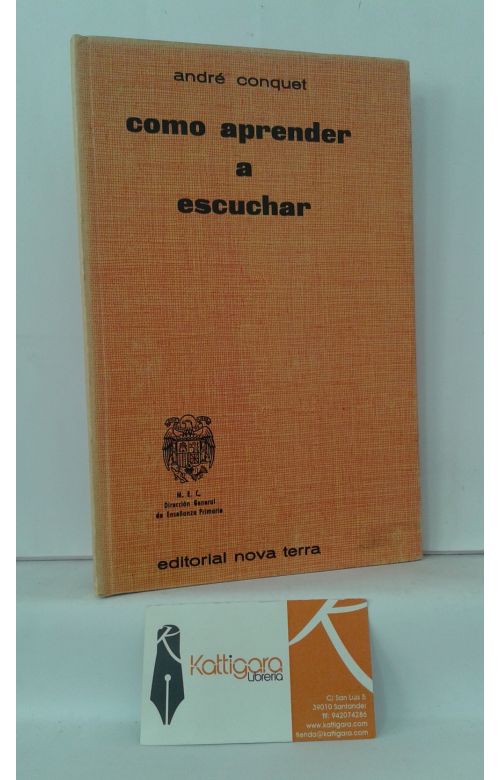 andré conquet
como aprender
a
escuchar
M. E. C.
Dirección General
de Enseñanza Primaria
editorial nova terra
Kattigara
Librería
C/ San Luis 5
39010 Santander
Tlf: 942074286
www.kattigara.com
tienda@kattigara.com